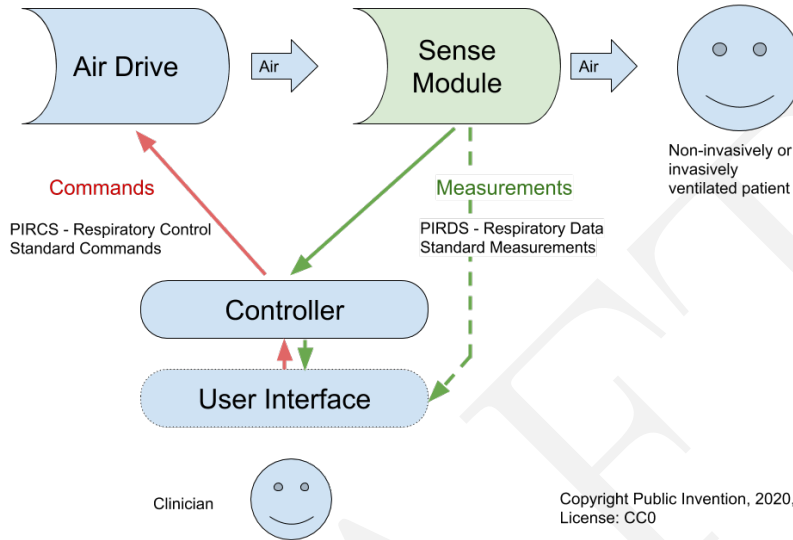 Air Drive
Air
Sense
Module
Air
Non-invasively or
invasively
ventilated patient
Commands
PIRCS - Respiratory Control
Standard Commands
Measurements
PIRDS - Respiratory Data
Standard Measurements
Controller
User Interface
Clinician
Copyright Public Invention, 2020,
License: CC0